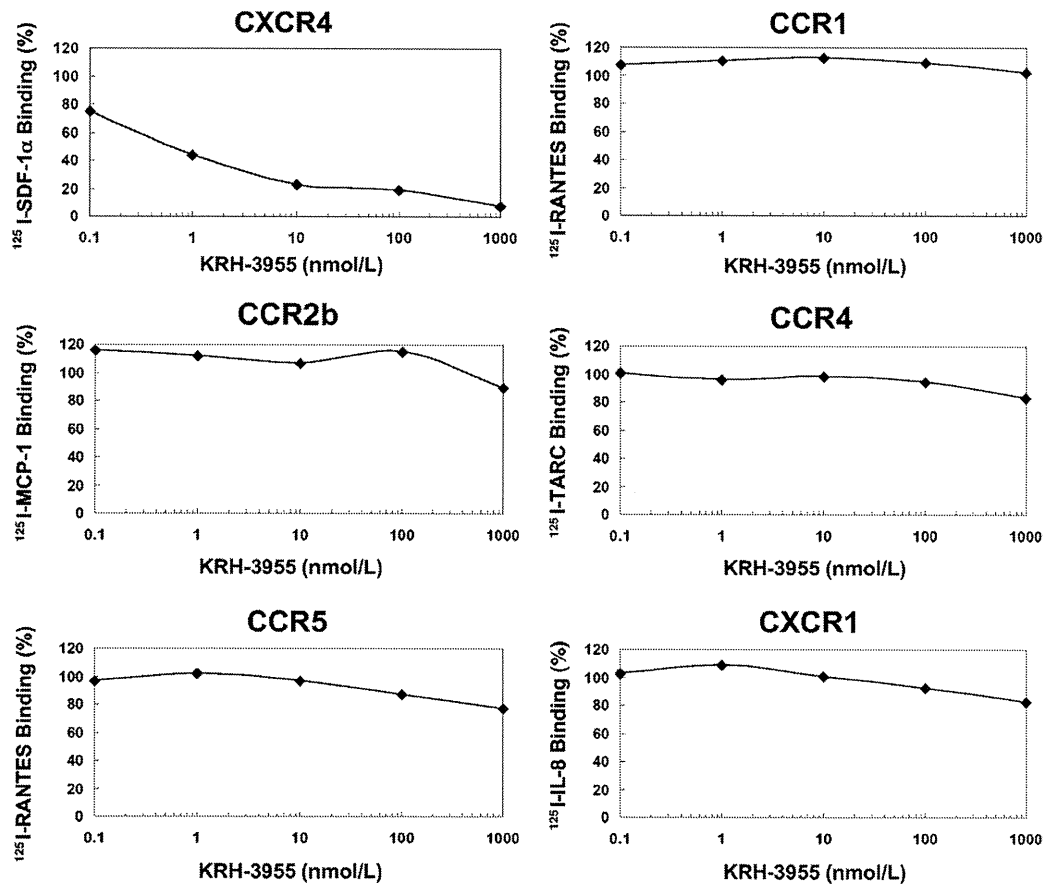 CXCR4
120
100
80
60
40
20
0
0.1 1 10 100 1000
¹²⁵I-SDF-1α Binding (%)
KRH-3955 (nmol/L)
CCR1
120
100
80
60
40
20
0
0.1 1 10 100 1000
¹²⁵I-RANTES Binding (%)
KRH-3955 (nmol/L)
CCR2b
120
100
80
60
40
20
0
0.1 1 10 100 1000
¹²⁵I-MCP-1 Binding (%)
KRH-3955 (nmol/L)
CCR4
120
100
80
60
40
20
0
0.1 1 10 100 1000
¹²⁵I-TARC Binding (%)
KRH-3955 (nmol/L)
CCR5
120
100
80
60
40
20
0
0.1 1 10 100 1000
¹²⁵I-RANTES Binding (%)
KRH-3955 (nmol/L)
CXCR1
120
100
80
60
40
20
0
0.1 1 10 100 1000
¹²⁵I-IL-8 Binding (%)
KRH-3955 (nmol/L)